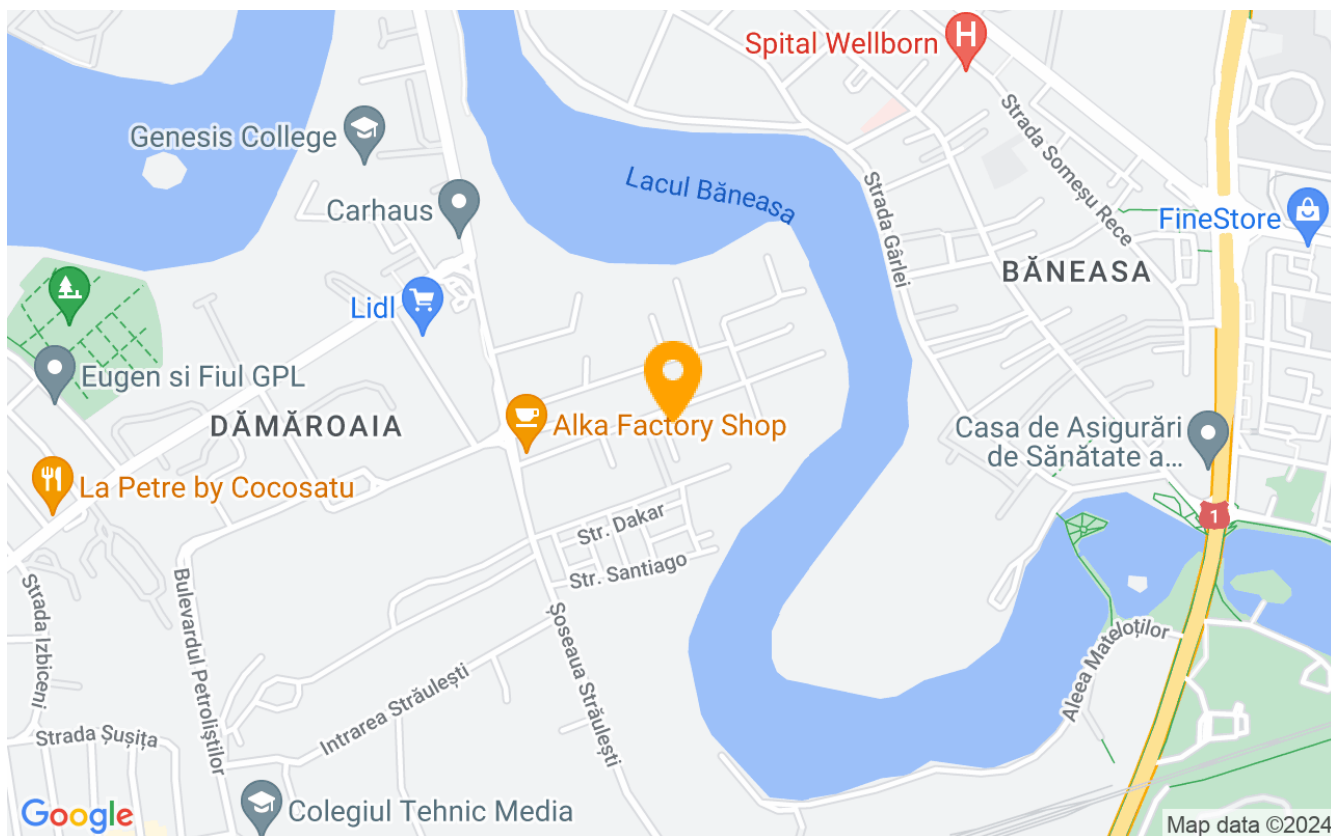 Spital Wellborn
Genesis College
Strada Someșu Rece
Lacul Băneasa
Strada Gârlei
Carhaus
FineStore
BĂNEASA
Lidl
Eugen si Fiul GPL
DĂMĂROAIA
Alka Factory Shop
Casa de Asigurări
de Sănătate a...
La Petre by Cocosatu
1
Str. Dakar
Str. Santiago
Strada Izbiceni
Bulevardul Petroliștilor
Șoseaua Străulești
Aleea Mateloților
Intrarea Străulești
Strada Șușița
Colegiul Tehnic Media
Google
Map data ©2024